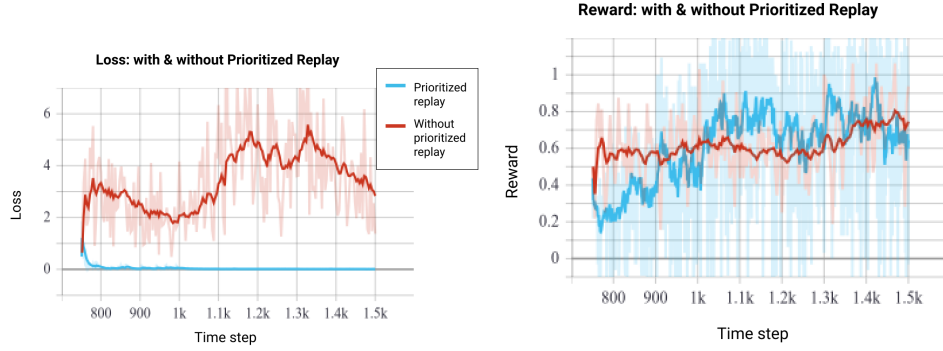 Reward: with & without Prioritized Replay
Loss: with & without Prioritized Replay
Prioritized
replay
Without
prioritized
replay
6
4
2
0
Loss
800 900 1k 1.1k 1.2k 1.3k 1.4k 1.5k
Time step
1
0.8
0.6
0.4
0.2
0
Reward
800 900 1k 1.1k 1.2k 1.3k 1.4k 1.5k
Time step